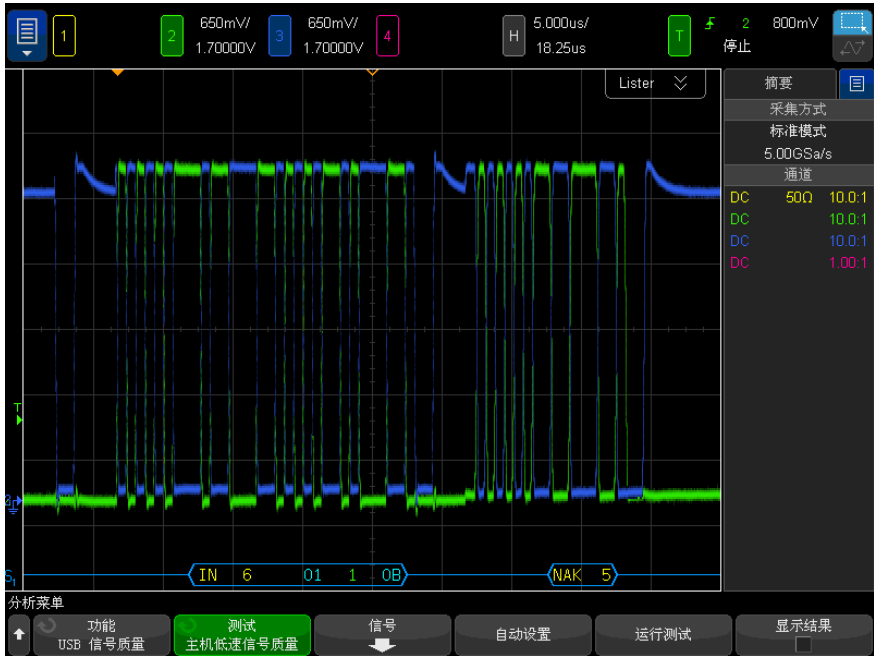 1 2 650mV/ 3 650mV/ 4 H 5.000us/ T 2 800mV
1.70000V 1.70000V 18.25us 停止
Lister
摘要
采集方式
标准模式
5.00GSa/s
通道
DC 50Ω 10.0:1
DC 10.0:1
DC 10.0:1
DC 1.00:1
T
2
S1 IN 6 01 1 0B NAK 5
分析菜单
功能 测试 信号 自动设置 运行测试 显示结果
USB 信号质量 主机低速信号质量